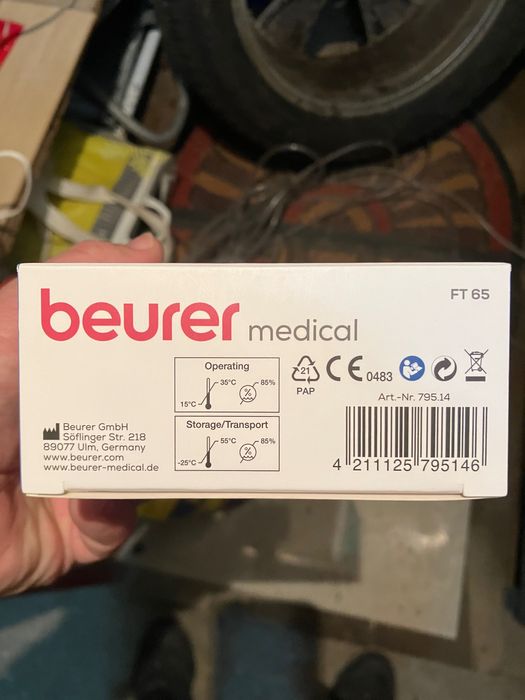 FT 65
beurer medical
Operating
35°C
85%
15°C
21
PAP
CE 0483
Art.-Nr. 795.14
Storage/Transport
55°C
85%
-25°C
Beurer GmbH
Söflinger Str. 218
89077 Ulm, Germany
www.beurer.com
www.beurer-medical.de
4 211125 795146